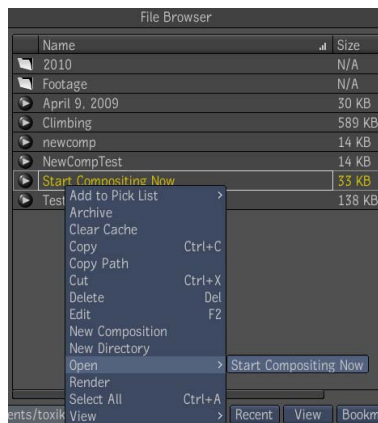 File Browser
Name Size
2010 N/A
Footage N/A
April 9, 2009 30 KB
Climbing 589 KB
newcomp 14 KB
NewCompTest 14 KB
Start Compositing Now 33 KB
Test 138 KB
Add to Pick List >
Archive
Clear Cache
Copy Ctrl+C
Copy Path
Cut Ctrl+X
Delete Del
Edit F2
New Composition
New Directory
Open > Start Compositing Now
Render
Select All Ctrl+A
ents/toxik View > Recent View Bookm